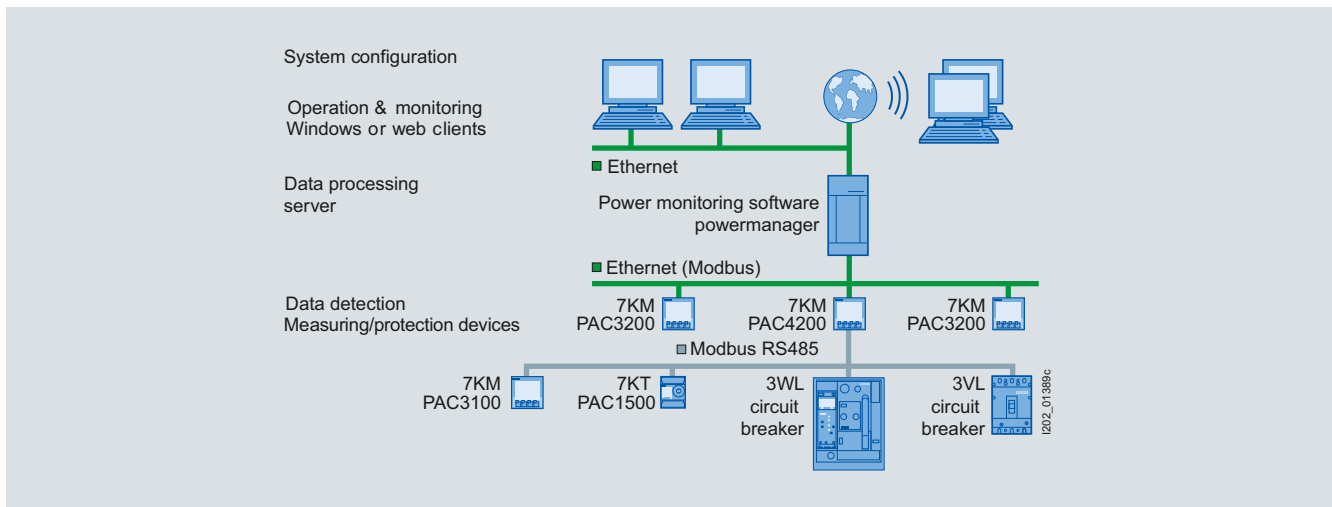 System configuration
Operation & monitoring
Windows or web clients
Ethernet
Data processing
server
Power monitoring software
powermanager
Ethernet (Modbus)
Data detection
Measuring/protection devices
7KM
PAC3200
7KM
PAC4200
7KM
PAC3200
Modbus RS485
7KM
PAC3100
7KT
PAC1500
3WL
circuit
breaker
3VL
circuit
breaker
I202_01389c